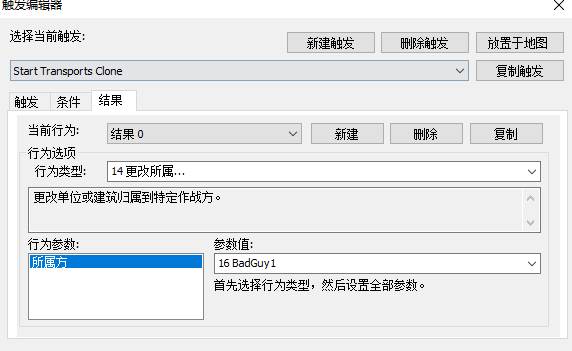 触发编辑器
选择当前触发:
新建触发 删除触发 放置于地图
Start Transports Clone 复制触发
触发 条件 结果
当前行为: 结果 0 新建 删除 复制
行为选项
行为类型: 14 更改所属...
更改单位或建筑归属到特定作战方。
行为参数: 参数值:
所属方 16 BadGuy1
首先选择行为类型，然后设置全部参数。